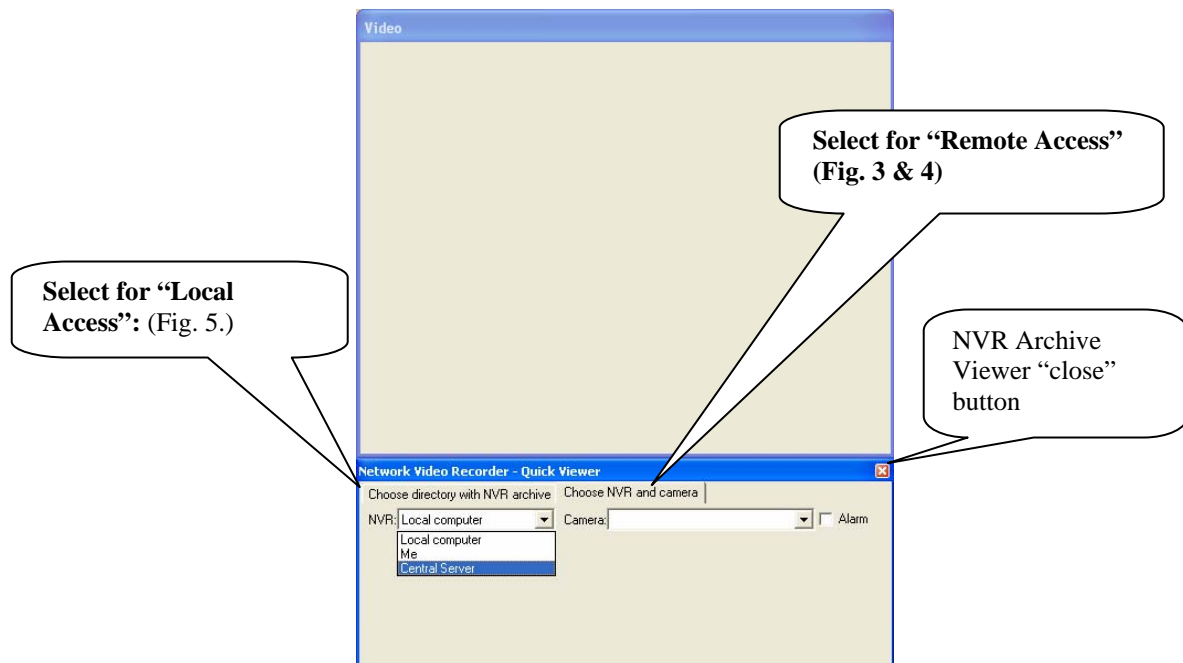 Video
Select for “Remote Access”
(Fig. 3 & 4)
Select for “Local
Access”: (Fig. 5.)
NVR Archive
Viewer “close”
button
Network Video Recorder - Quick Viewer
Choose directory with NVR archive Choose NVR and camera
NVR: Local computer Camera: Alarm
Local computer
Me
Central Server